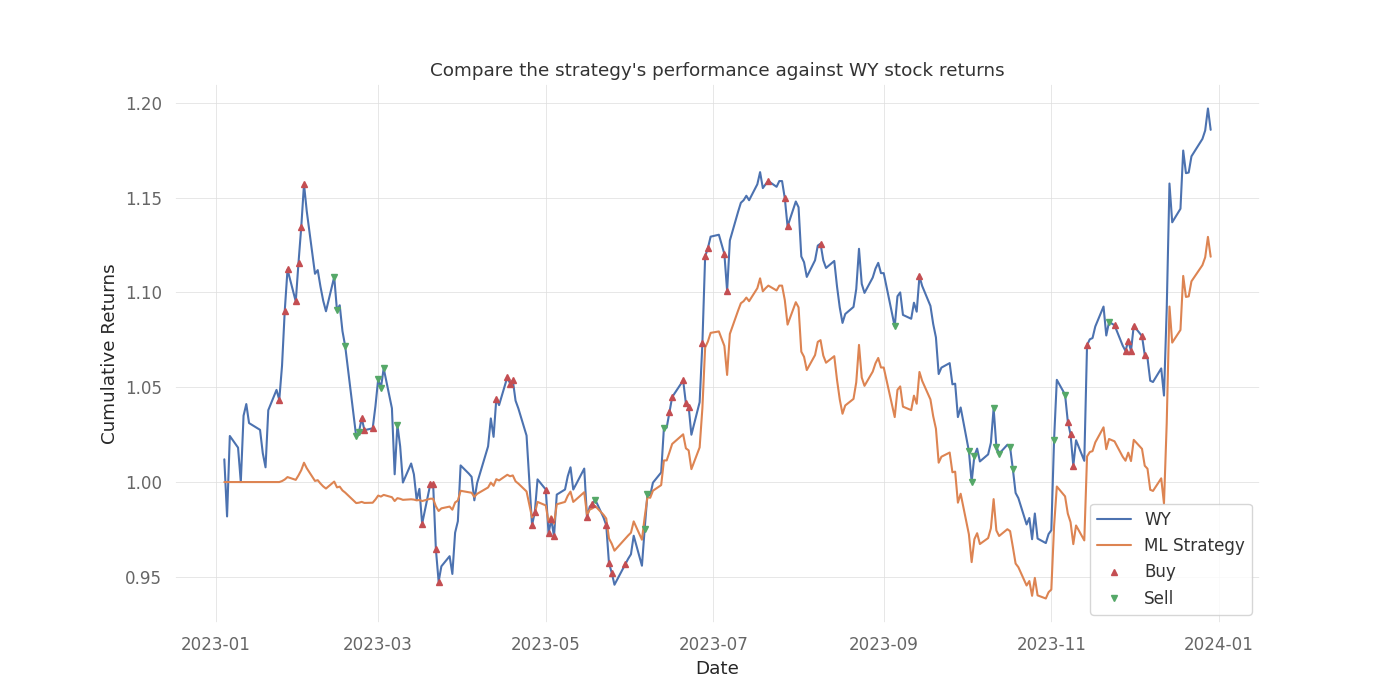 Compare the strategy's performance against WY stock returns
1.20
1.15
1.10
1.05
1.00
0.95
Cumulative Returns
2023-01 2023-03 2023-05 2023-07 2023-09 2023-11 2024-01
Date
WY
ML Strategy
Buy
Sell